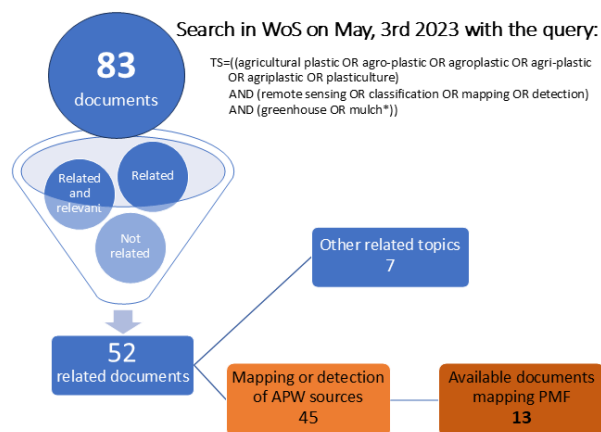 Search in WoS on May, 3rd 2023 with the query:
TS=((agricultural plastic OR agro-plastic OR agroplastic OR agri-plastic
OR agriplastic OR plasticulture)
AND (remote sensing OR classification OR mapping OR detection)
AND (greenhouse OR mulch*))
83
documents
Related
and
relevant
Related
Not
related
52
related documents
Other related topics
7
Mapping or detection
of APW sources
45
Available documents
mapping PMF
13